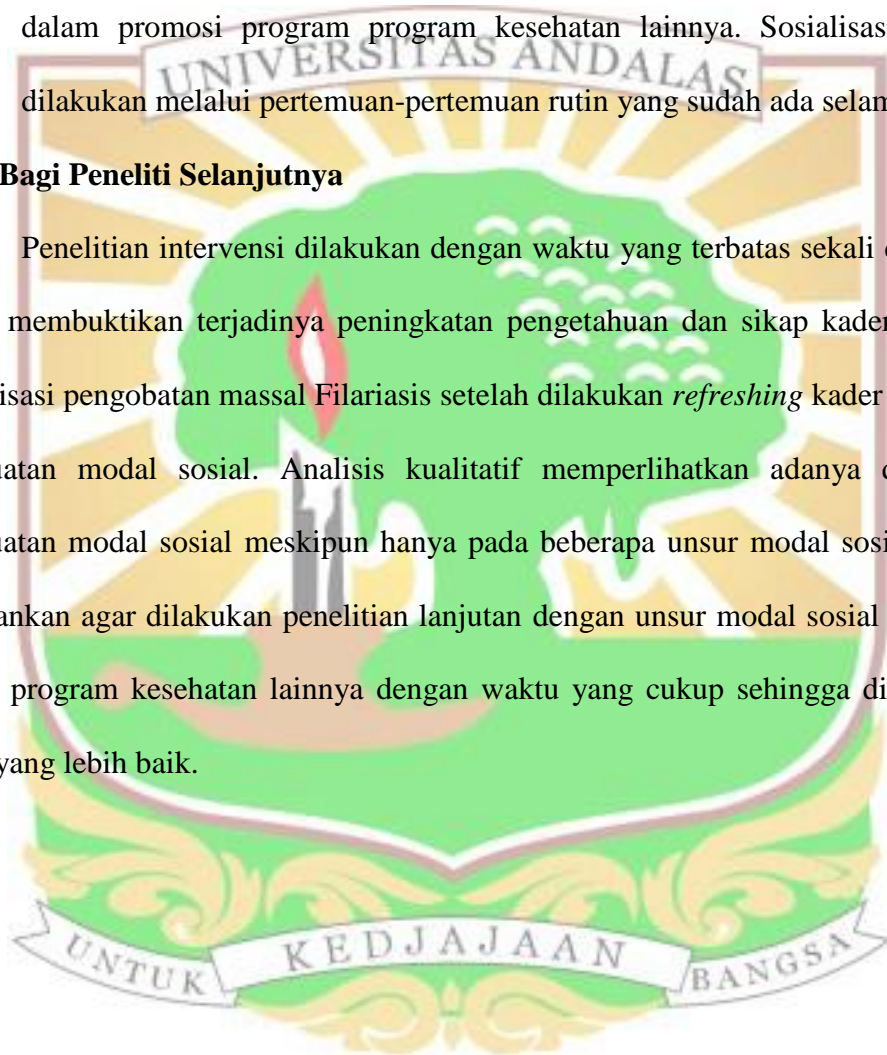 dalam promosi program program kesehatan lainnya. Sosialisas
UNIVERSITAS ANDALAS
dilakukan melalui pertemuan-pertemuan rutin yang sudah ada selam
Bagi Peneliti Selanjutnya
Penelitian intervensi dilakukan dengan waktu yang terbatas sekali
membuktikan terjadinya peningkatan pengetahuan dan sikap kader
isasi pengobatan massal Filariasis setelah dilakukan refreshing kader
uatan modal sosial. Analisis kualitatif memperlihatkan adanya
uatan modal sosial meskipun hanya pada beberapa unsur modal sosi
ankan agar dilakukan penelitian lanjutan dengan unsur modal sosial
program kesehatan lainnya dengan waktu yang cukup sehingga di
yang lebih baik.
UNTUK KEDJAJAAN BANGSA